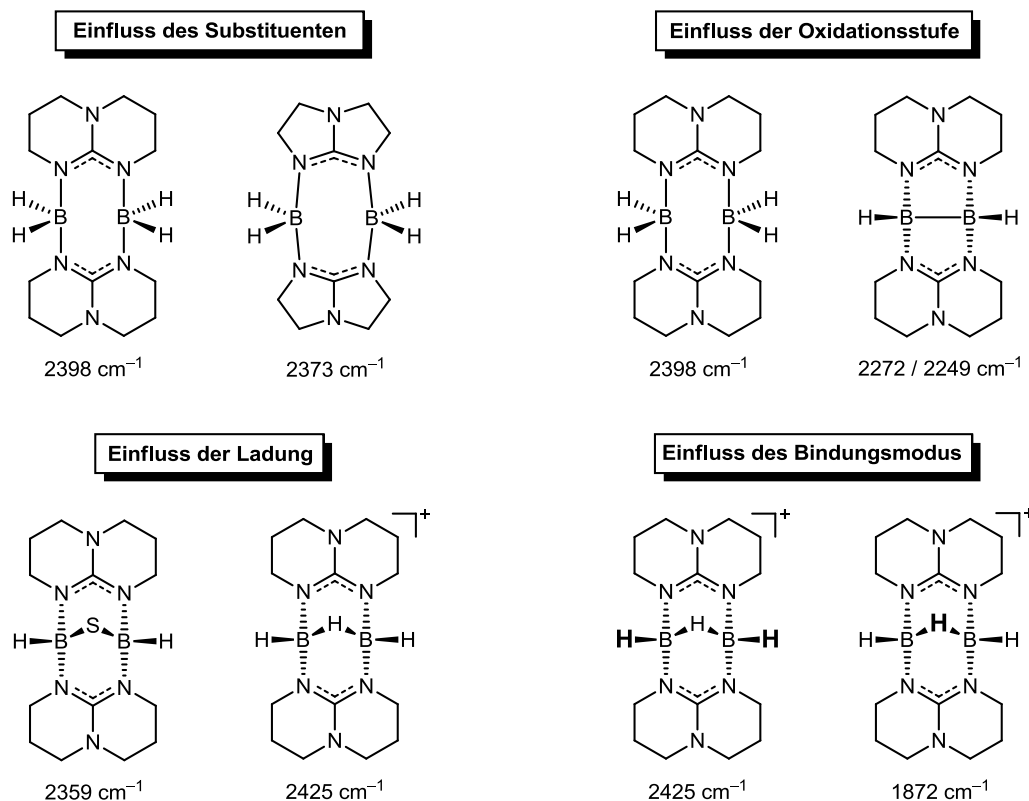 Einfluss des Substituenten
N
N N
H B B H
H H
N N
N
2398 cm–1
N
N N
H B B H
H H
N N
N
2373 cm–1
Einfluss der Oxidationsstufe
N
N N
H B B H
H H
N N
N
2398 cm–1
N
N N
H B B H
N N
N
2272 / 2249 cm–1
Einfluss der Ladung
N
N N
S
H B B H
N N
N
2359 cm–1
+
N
N N
H
H B B H
N N
N
2425 cm–1
Einfluss des Bindungsmodus
+
N
N N
H
H B B H
N N
N
2425 cm–1
+
N
N N
H
H B B H
N N
N
1872 cm–1